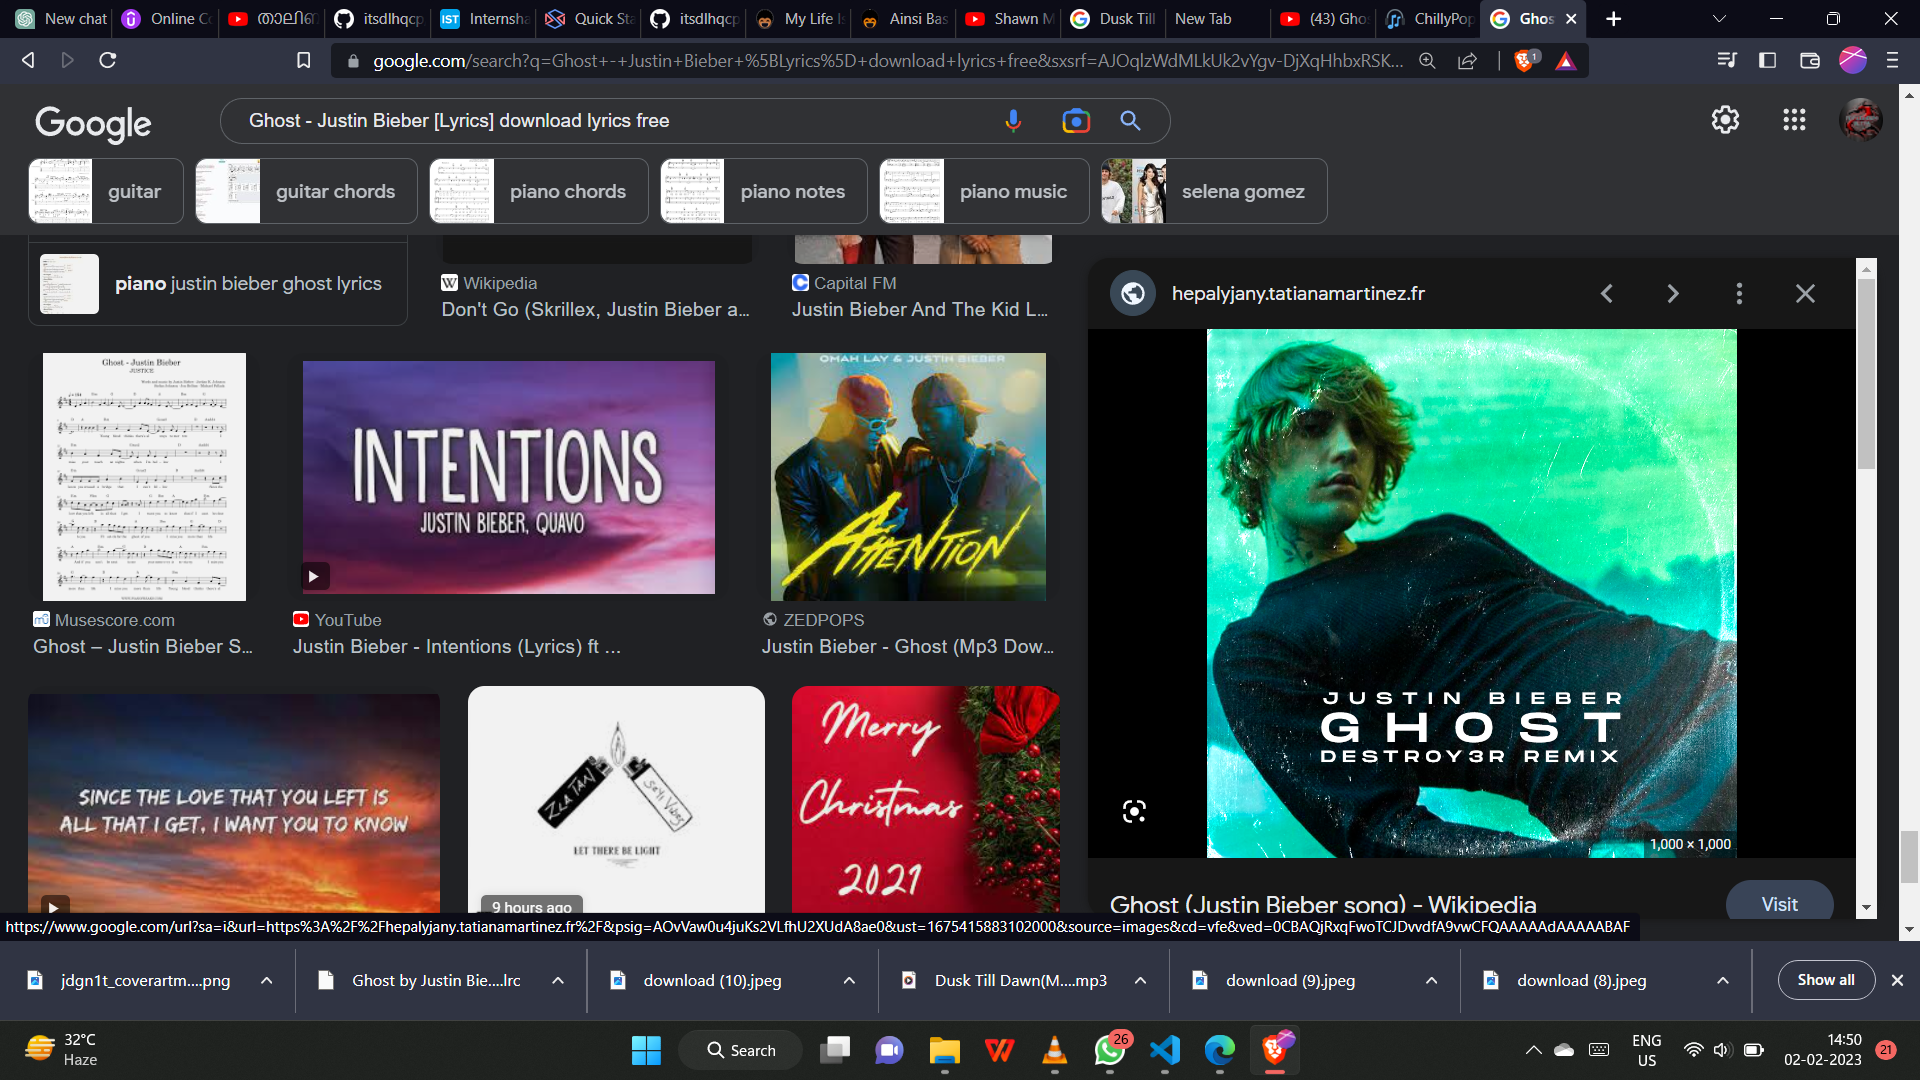 New chat
Online Co
താലിബ
itsdlhqcp
Internsha
Quick Sta
itsdlhqcp
My Life Is
Ainsi Bas
Shawn M
Dusk Till
New Tab
(43) Ghos
ChillyPop
Ghos
google.com/search?q=Ghost+-+Justin+Bieber+%5BLyrics%5D+download+lyrics+free&sxsrf=AJOqlzWdMLkUk2vYgv-DjXqHhbxRSK...
1
Google
Ghost - Justin Bieber [Lyrics] download lyrics free
guitar
guitar chords
piano chords
piano notes
piano music
selena gomez
piano justin bieber ghost lyrics
Wikipedia
Don't Go (Skrillex, Justin Bieber a...
Capital FM
Justin Bieber And The Kid L...
hepalyjany.tatianamartinez.fr
Ghost - Justin Bieber
JUSTICE
INTENTIONS
JUSTIN BIEBER, QUAVO
OMAH LAY & JUSTIN BIEBER
ATTENTION
Musescore.com
Ghost – Justin Bieber S...
YouTube
Justin Bieber - Intentions (Lyrics) ft ...
ZEDPOPS
Justin Bieber - Ghost (Mp3 Dow...
JUSTIN BIEBER
GHOST
DESTROY3R REMIX
1,000 × 1,000
SINCE THE LOVE THAT YOU LEFT IS
ALL THAT I GET, I WANT YOU TO KNOW
ZLATAN
Seyi Vibez
LET THERE BE LIGHT
9 hours ago
Merry
Christmas
2021
Ghost (Justin Bieber song) - Wikipedia
Visit
https://www.google.com/url?sa=i&url=https%3A%2F%2Fhepalyjany.tatianamartinez.fr%2F&psig=AOvVaw0u4juKs2VLfhU2XUdA8ae0&ust=1675415883102000&source=images&cd=vfe&ved=0CBAQjRxqFwoTCJDvvdfA9vwCFQAAAAAdAAAAABAF
jdgn1t_coverartm....png
Ghost by Justin Bie....lrc
download (10).jpeg
Dusk Till Dawn(M....mp3
download (9).jpeg
download (8).jpeg
Show all
32°C
Haze
Search
26
ENG
US
14:50
02-02-2023
21